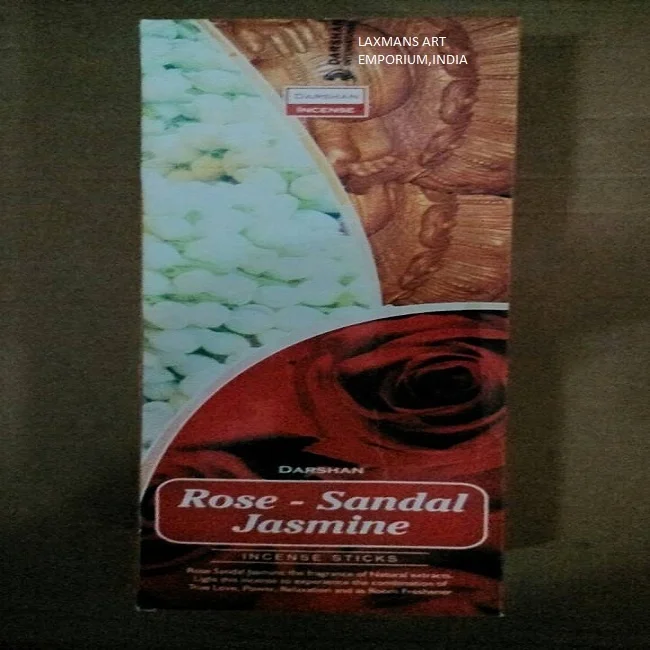 DARSHAN
LAXMANS ART
EMPORIUM,INDIA
DARSHAN
INCENSE
DARSHAN
Rose - Sandal
Jasmine
INCENSE STICKS
Rose Sandal Jasmine the fragrance of Natural extracts
Light this incense to experience the combination of
True Love, Power, Relaxation and as Room Freshener